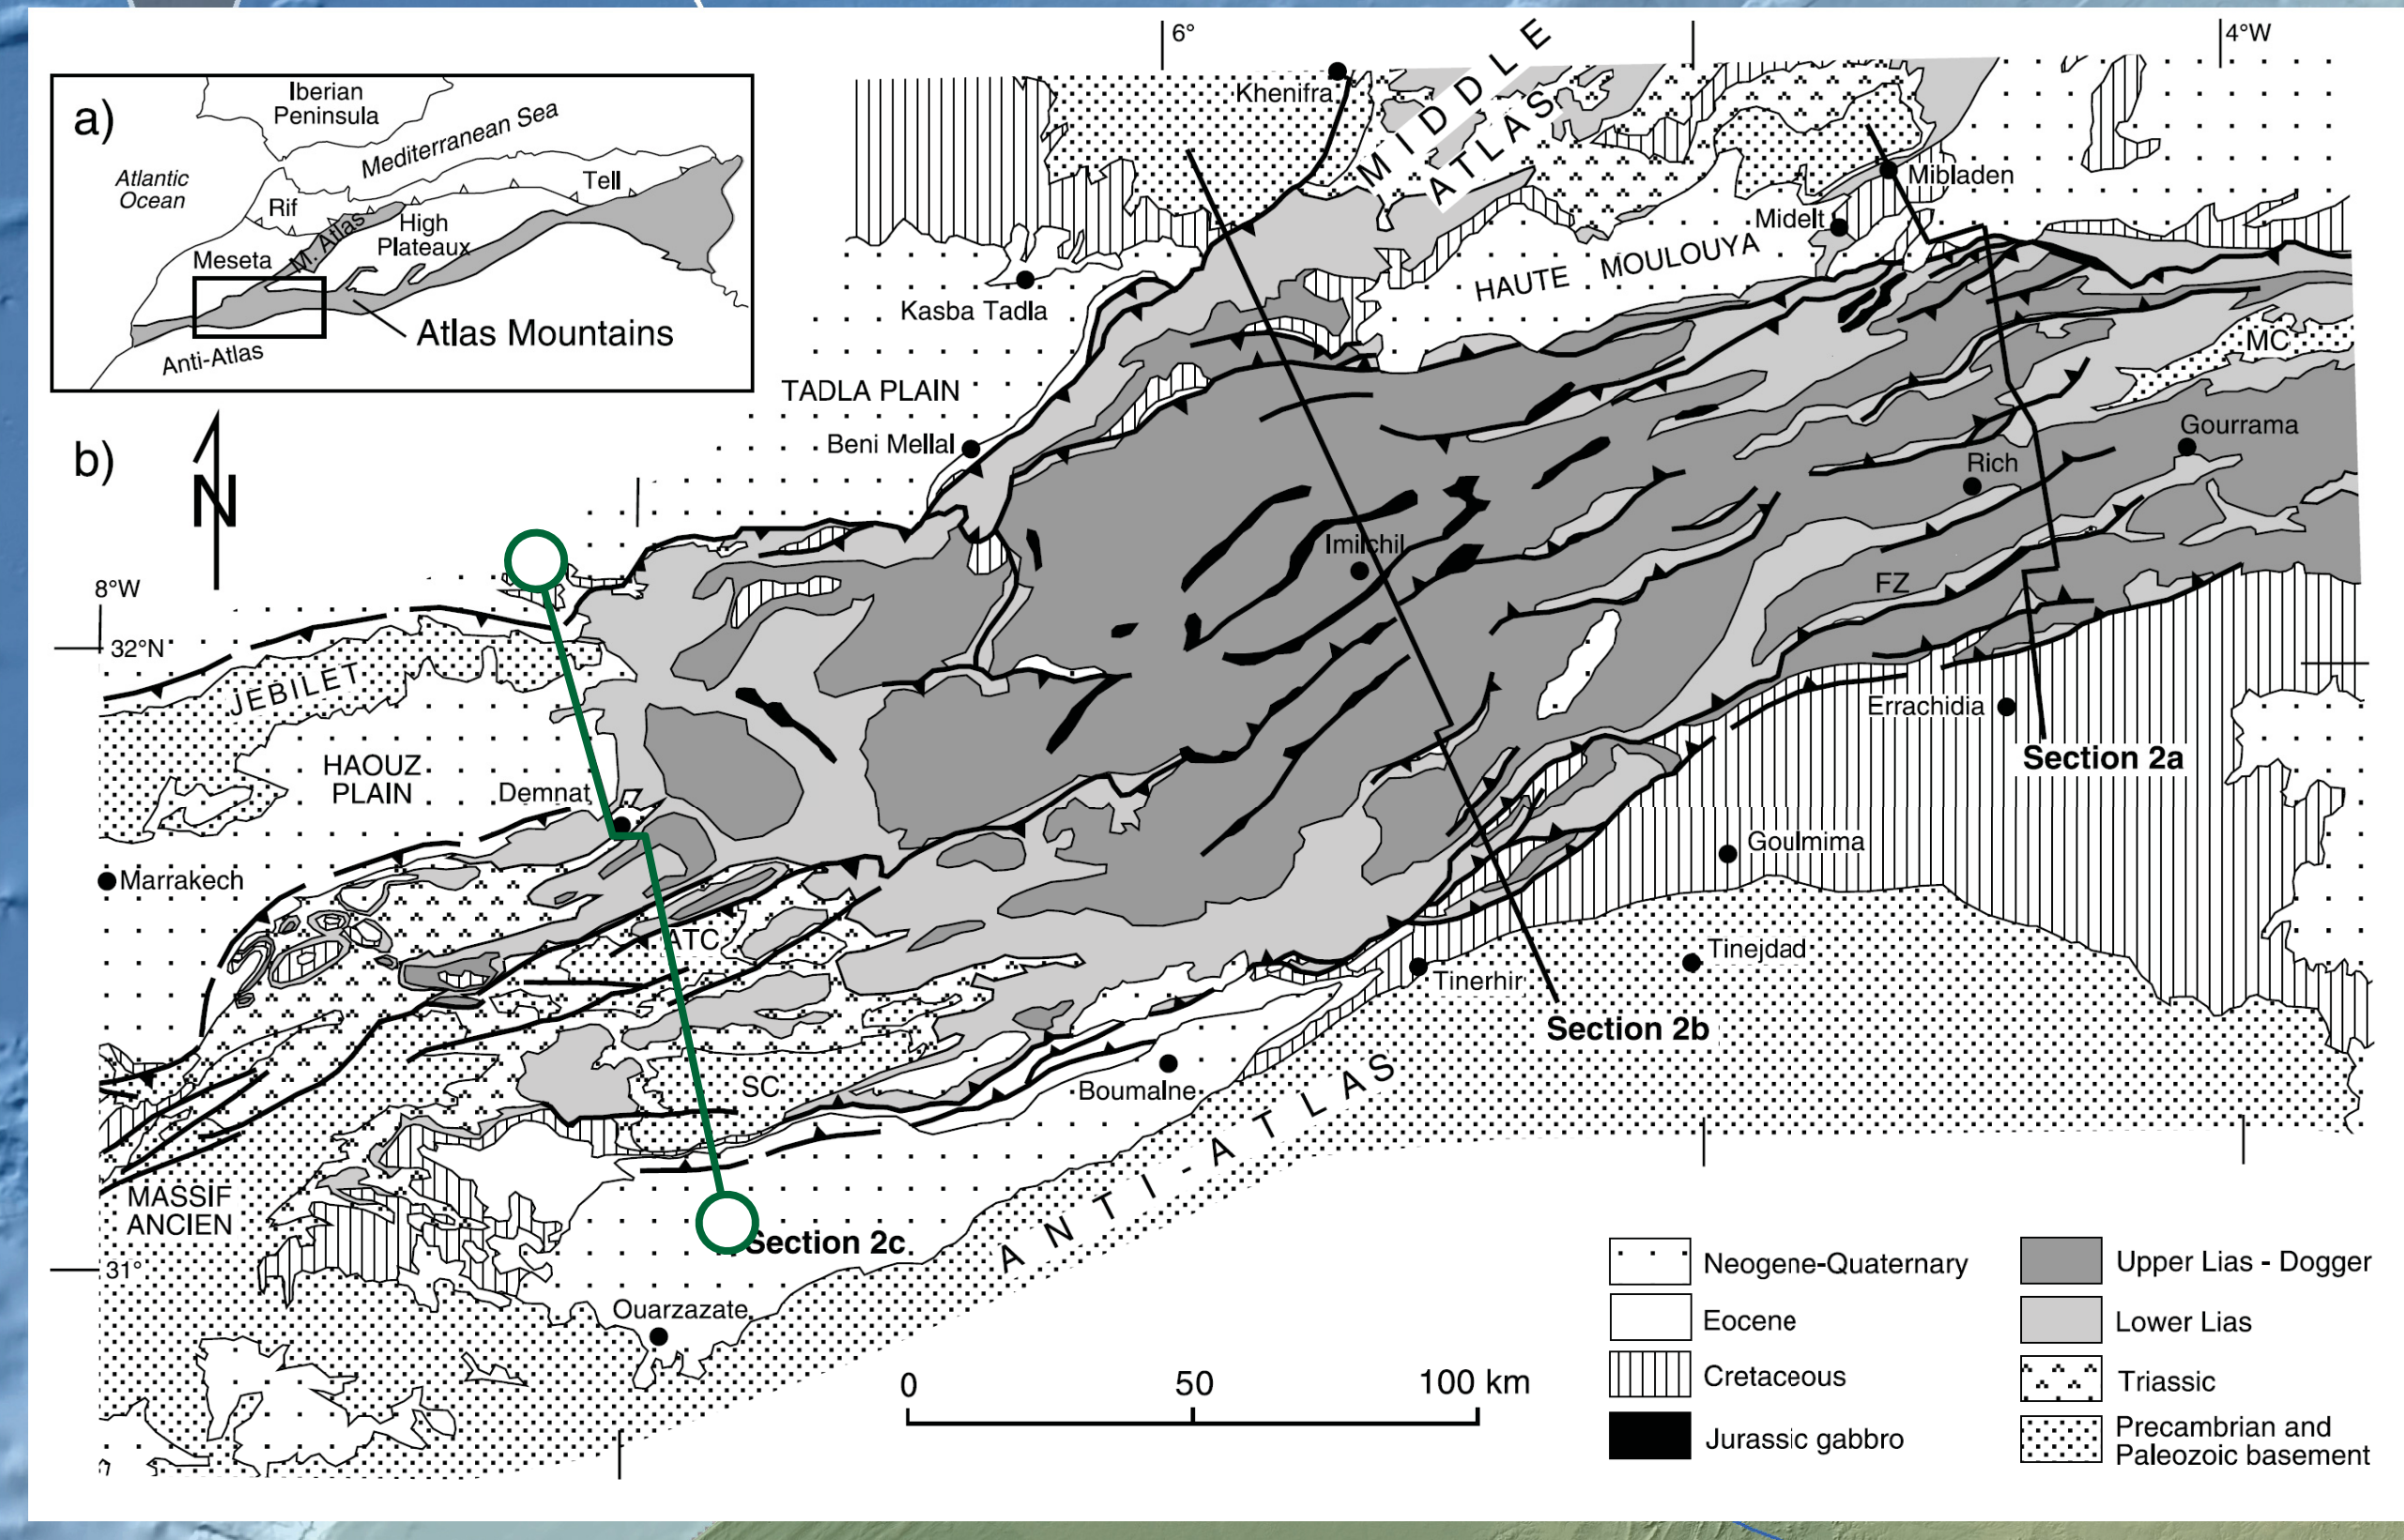 a)
Iberian
Peninsula
Mediterranean Sea
Atlantic
Ocean
Tell
Rif
High
Plateaux
M. Atlas
Meseta
Atlas Mountains
Anti-Atlas
6°
4°W
Khenifra
MIDDLE
ATLAS
Mibladen
Midelt
HAUTE MOULOUYA
Kasba Tadla
MC
TADLA PLAIN
Beni Mellal
Gourrama
Rich
b)
N
Imilchil
FZ
8°W
32°N
JEBILET
Errachidia
Section 2a
HAOUZ
PLAIN
Demnat
Goulmima
Marrakech
ATC
Tinejdad
Tinerhir
Section 2b
SC
Boumalne
ANTI-ATLAS
MASSIF
ANCIEN
Section 2c
31°
Ouarzazate
0 50 100 km
Neogene-Quaternary
Eocene
Cretaceous
Jurassic gabbro
Upper Lias - Dogger
Lower Lias
Triassic
Precambrian and
Paleozoic basement